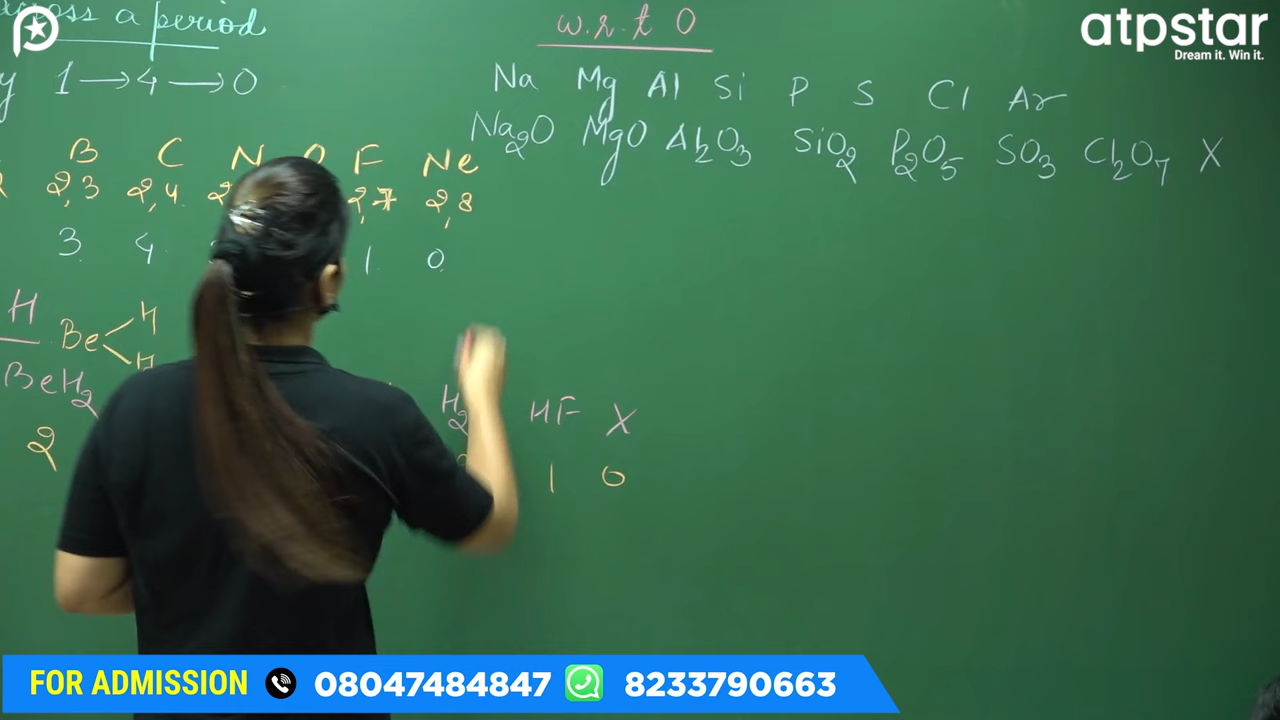 across a period
y 1 → 4 → 0
B C N O F Ne
2,3 2,4 2,7 2,8
3 4 1 0
H
Be H H
BeH2
2
H2 HF X
1 0
w.r.t O
Na Mg Al Si P S Cl Ar
Na2O MgO Al2O3 SiO2 P2O5 SO3 Cl2O7 X
atpstar
Dream it. Win it.
FOR ADMISSION 08047484847 8233790663